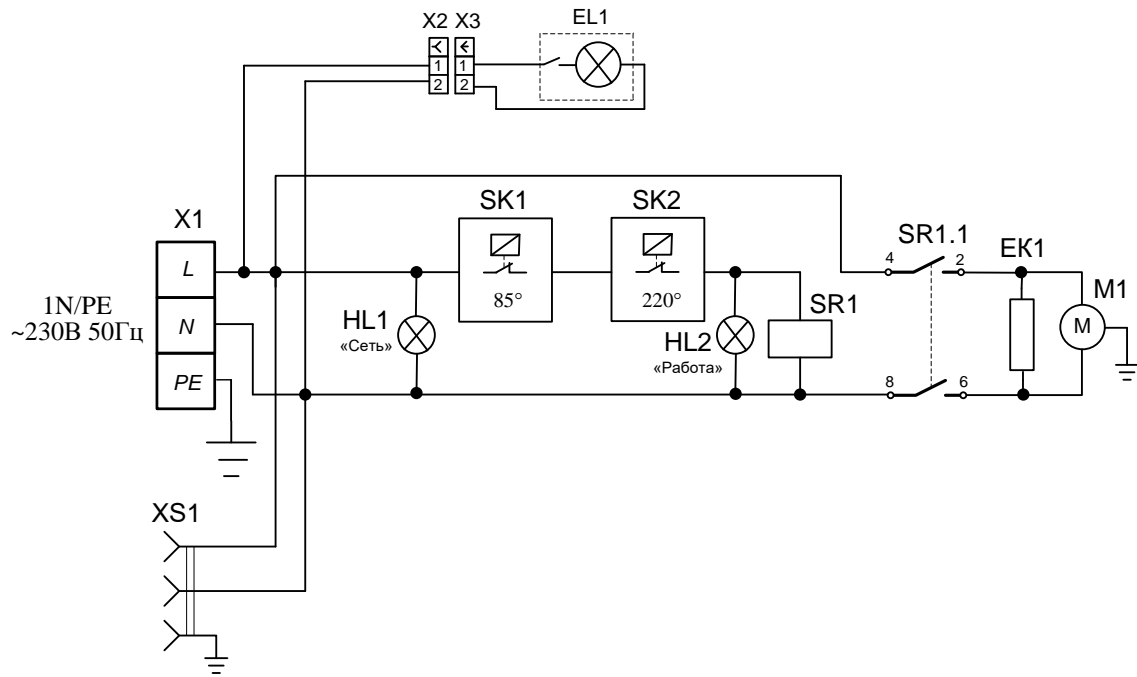 X2 X3
EL1
1
1
2
2
X1
SK1
SK2
L
85°
220°
SR1.1
4
2
EK1
1N/PE
~230В 50Гц
N
HL1
«Сеть»
HL2
«Работа»
SR1
M1
M
PE
8
6
XS1